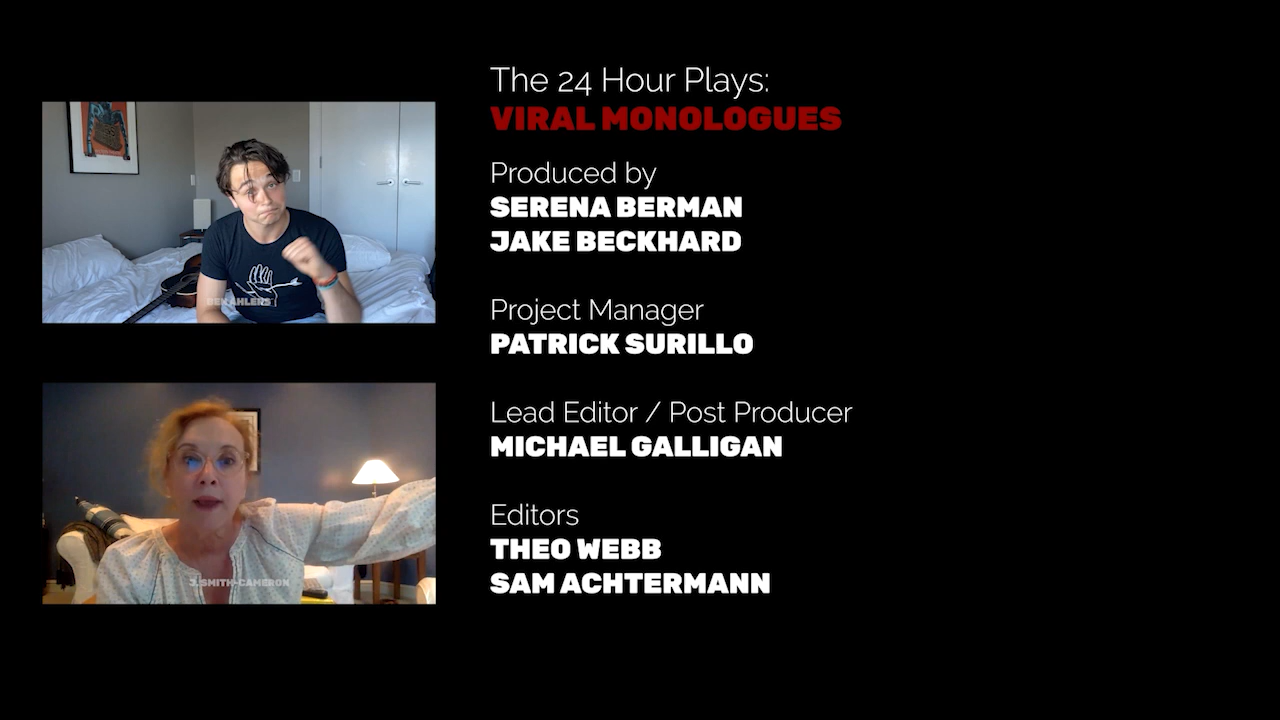 The 24 Hour Plays:
VIRAL MONOLOGUES
Produced by
SERENA BERMAN
JAKE BECKHARD
Project Manager
PATRICK SURILLO
Lead Editor / Post Producer
MICHAEL GALLIGAN
Editors
THEO WEBB
SAM ACHTERMANN
BEN AHLERS
J. SMITH-CAMERON